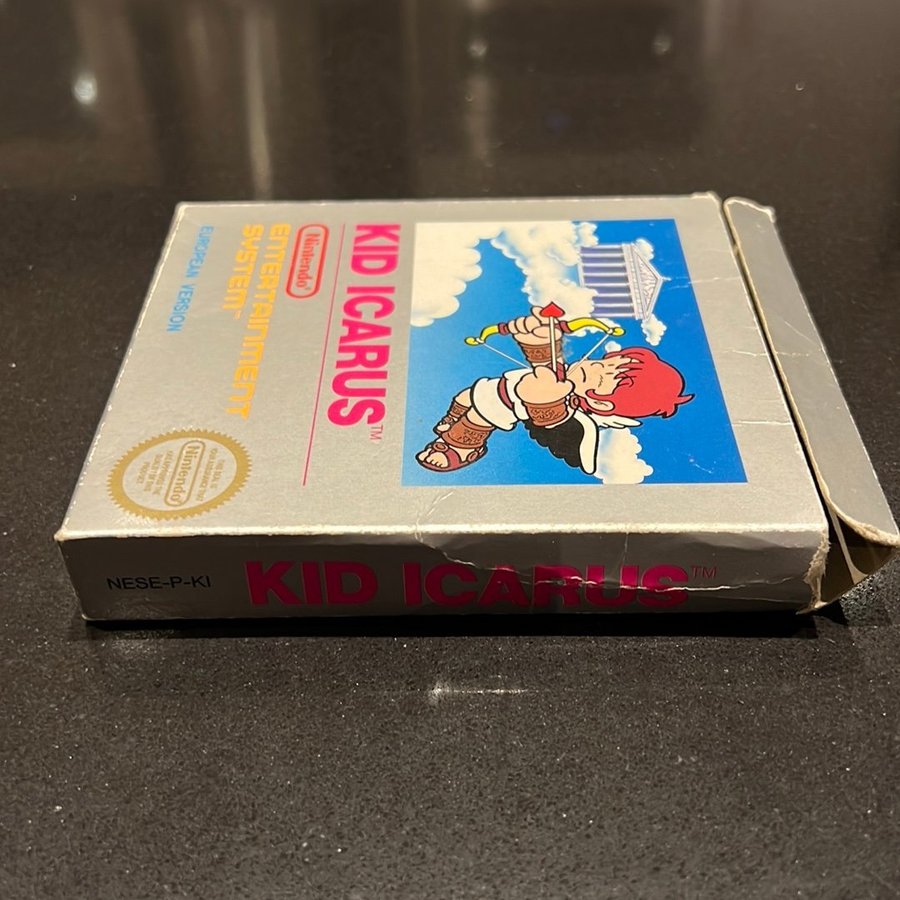 KID ICARUS™
Nintendo®
ENTERTAINMENT
SYSTEM™
EUROPEAN VERSION
Nintendo
NESE-P-KI
KID ICARUS™